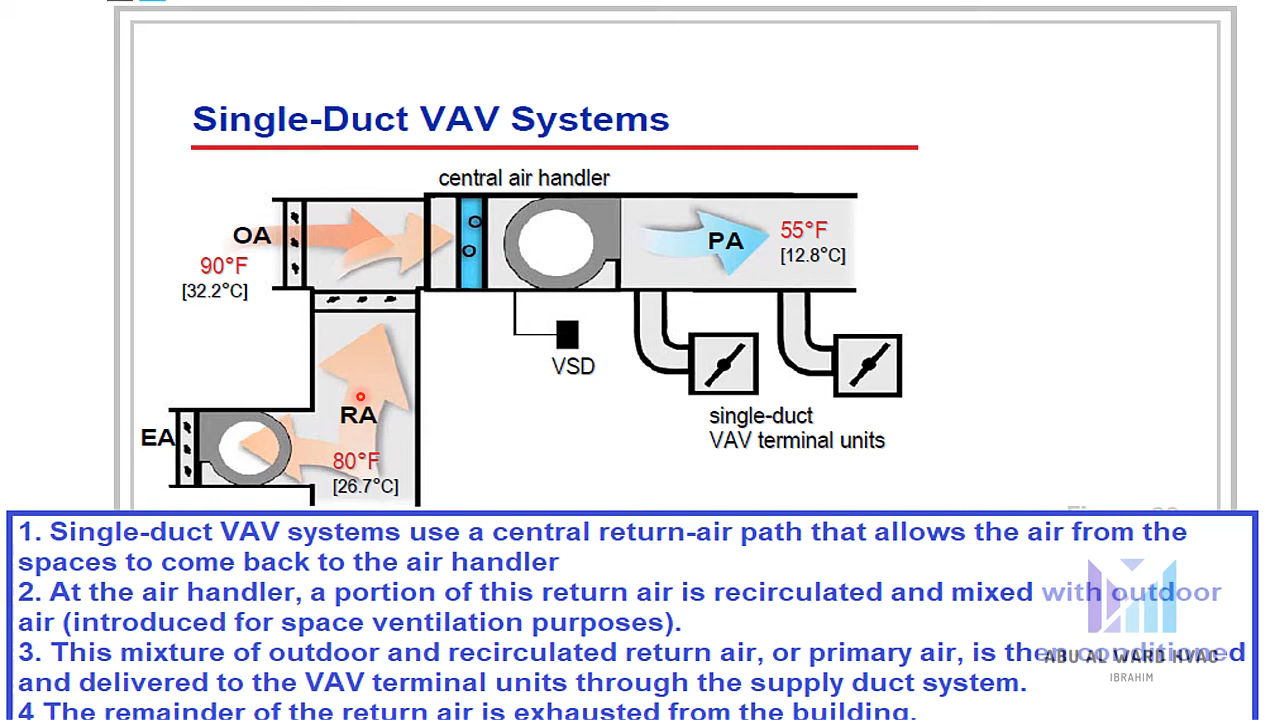 Single-Duct VAV Systems
central air handler
OA
90°F
[32.2°C]
PA
55°F
[12.8°C]
VSD
RA
EA
80°F
[26.7°C]
single-duct
VAV terminal units
1. Single-duct VAV systems use a central return-air path that allows the air from the
spaces to come back to the air handler
2. At the air handler, a portion of this return air is recirculated and mixed with outdoor
air (introduced for space ventilation purposes).
3. This mixture of outdoor and recirculated return air, or primary air, is then conditioned
and delivered to the VAV terminal units through the supply duct system.
4 The remainder of the return air is exhausted from the building.
ABU AL WARD HVAC
IBRAHIM